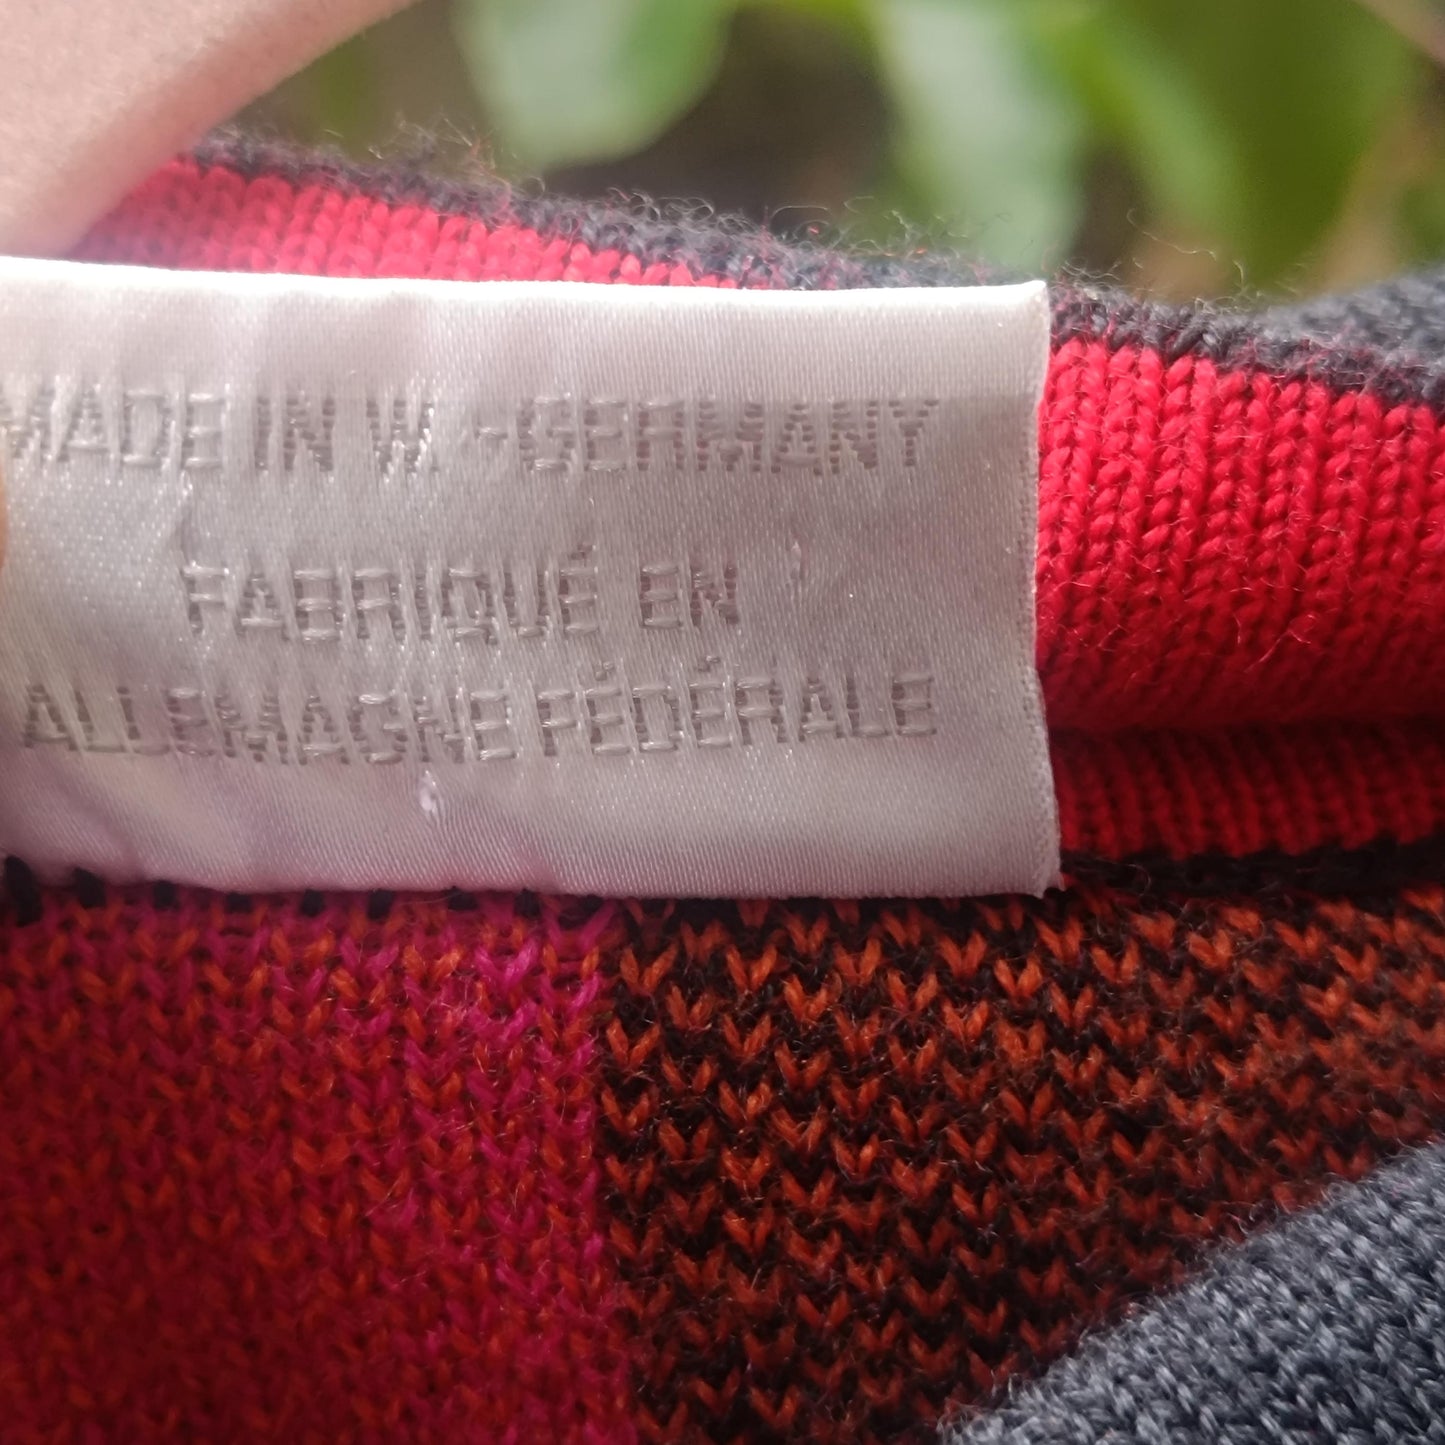 MADE IN W.-GERMANY
FABRIQUÉ EN
ALLEMAGNE FÉDÉRALE